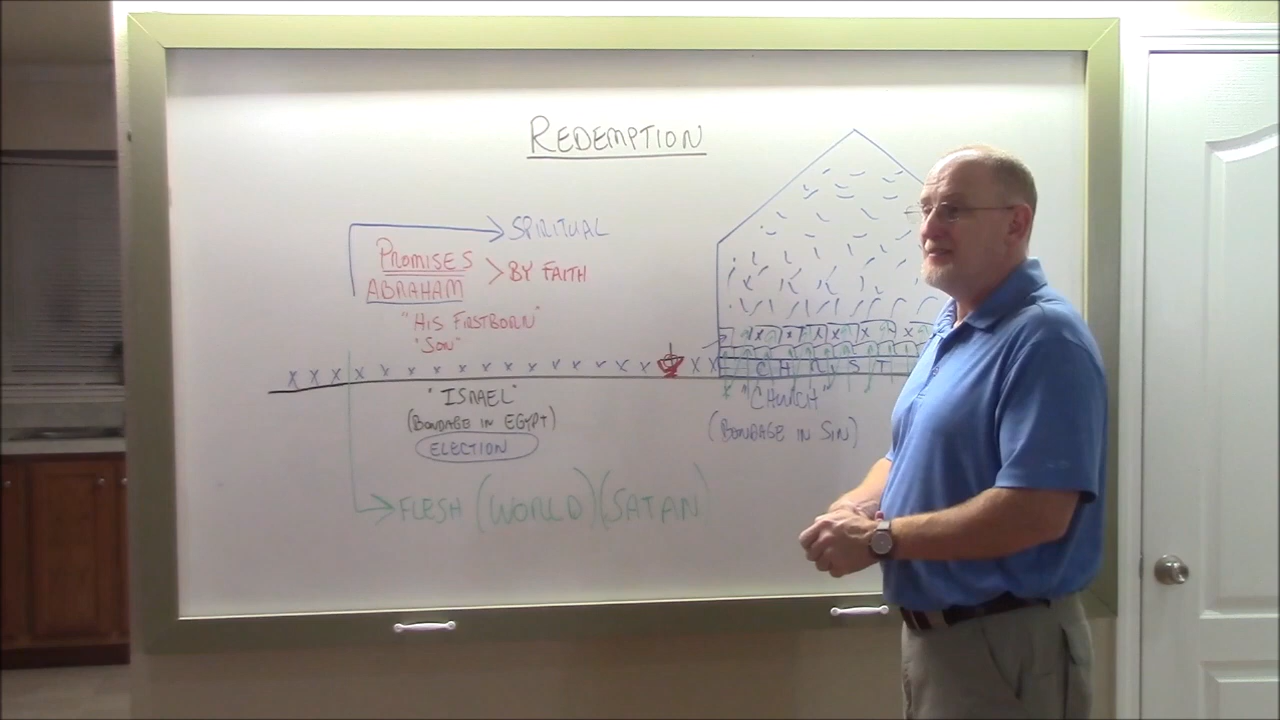 REDEMPTION
SPIRITUAL
PROMISES
ABRAHAM
> BY FAITH
"HIS FIRSTBORN"
"SON"
X X X X X X X X X X X X X X X X X X
CHRIST
"ISRAEL"
(BONDAGE IN EGYPT)
ELECTION
"CHURCH"
(BONDAGE IN SIN)
FLESH (WORLD) (SATAN)